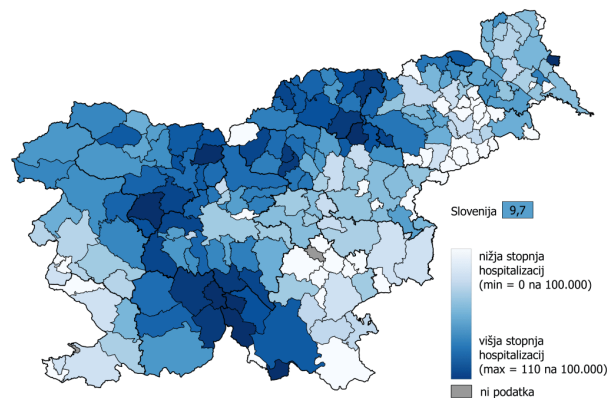 Slovenija 9,7
nižja stopnja
hospitalizacij
(min = 0 na 100.000)
višja stopnja
hospitalizacij
(max = 110 na 100.000)
ni podatka